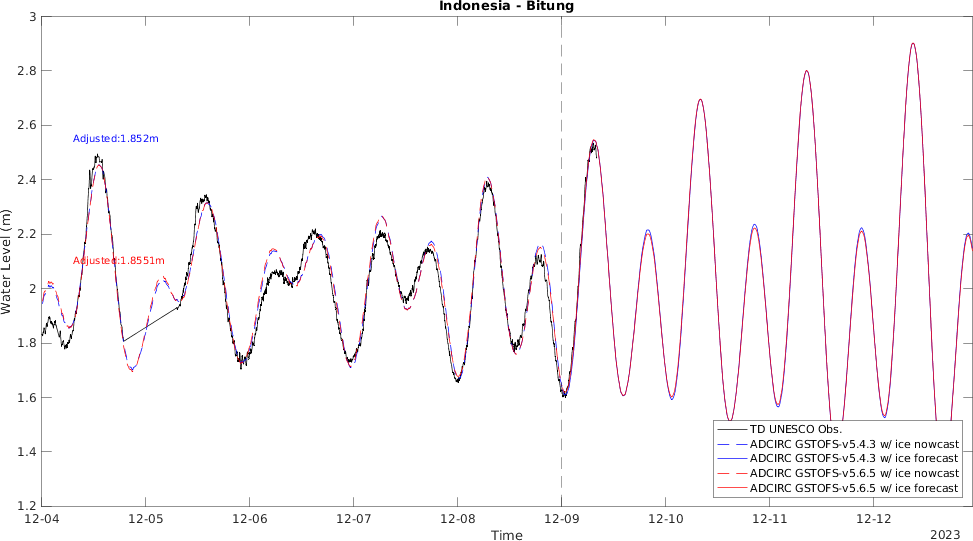 Indonesia - Bitung
3
2.8
2.6
2.4
2.2
2
1.8
1.6
1.4
1.2
Water Level (m)
Adjusted:1.852m
Adjusted:1.8551m
TD UNESCO Obs.
ADCIRC GSTOFS-v5.4.3 w/ ice nowcast
ADCIRC GSTOFS-v5.4.3 w/ ice forecast
ADCIRC GSTOFS-v5.6.5 w/ ice nowcast
ADCIRC GSTOFS-v5.6.5 w/ ice forecast
12-04 12-05 12-06 12-07 12-08 12-09 12-10 12-11 12-12
Time
2023